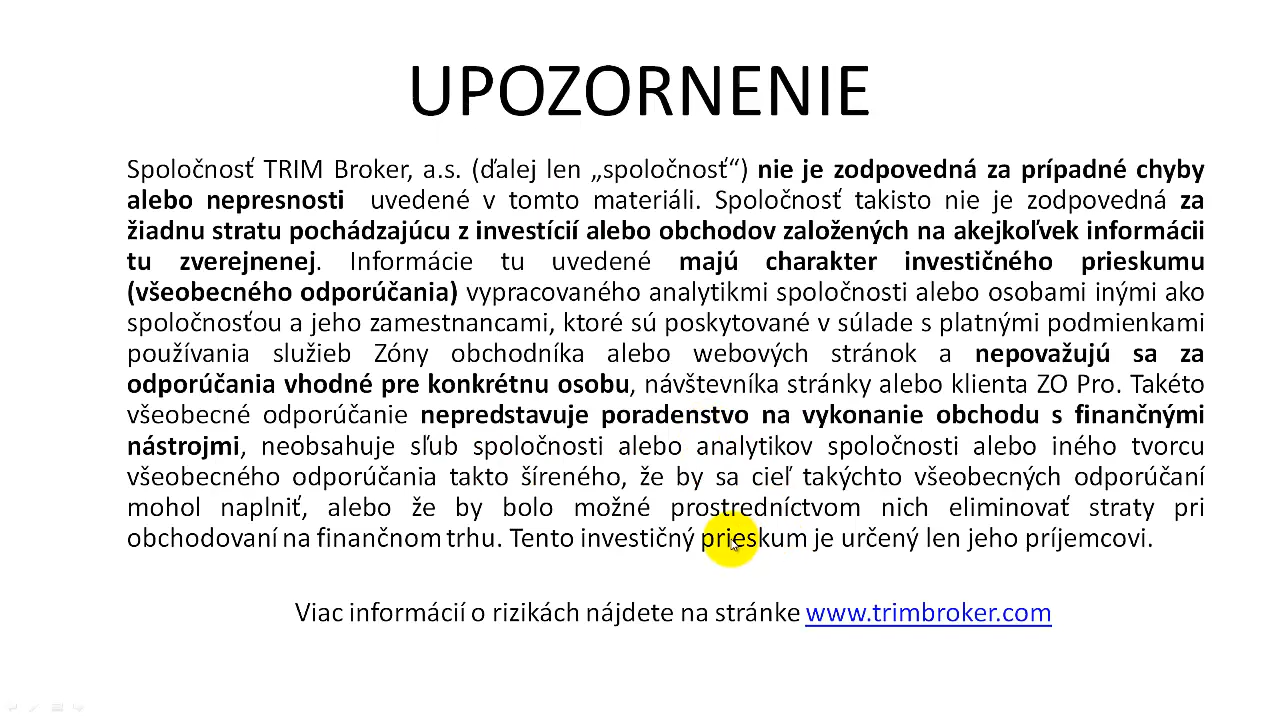 UPOZORNENIE
Spoločnosť TRIM Broker, a.s. (ďalej len „spoločnosť“) nie je zodpovedná za prípadné chyby
alebo nepresnosti uvedené v tomto materiáli. Spoločnosť takisto nie je zodpovedná za
žiadnu stratu pochádzajúcu z investícií alebo obchodov založených na akejkoľvek informácii
tu zverejnenej. Informácie tu uvedené majú charakter investičného prieskumu
(všeobecného odporúčania) vypracovaného analytikmi spoločnosti alebo osobami inými ako
spoločnosťou a jeho zamestnancami, ktoré sú poskytované v súlade s platnými podmienkami
používania služieb Zóny obchodníka alebo webových stránok a nepovažujú sa za
odporúčania vhodné pre konkrétnu osobu, návštevníka stránky alebo klienta ZO Pro. Takéto
všeobecné odporúčanie nepredstavuje poradenstvo na vykonanie obchodu s finančnými
nástrojmi, neobsahuje sľub spoločnosti alebo analytikov spoločnosti alebo iného tvorcu
všeobecného odporúčania takto šíreného, že by sa cieľ takýchto všeobecných odporúčaní
mohol naplniť, alebo že by bolo možné prostredníctvom nich eliminovať straty pri
obchodovaní na finančnom trhu. Tento investičný prieskum je určený len jeho príjemcovi.
Viac informácií o rizikách nájdete na stránke www.trimbroker.com